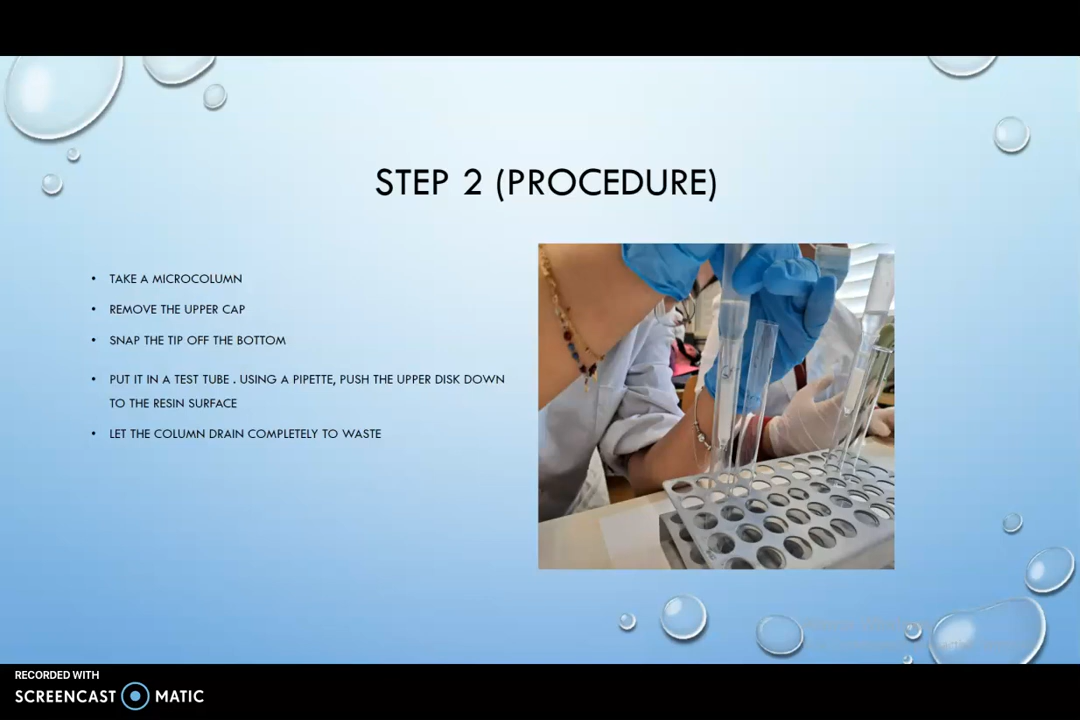 STEP 2 (PROCEDURE)
• TAKE A MICROCOLUMN
• REMOVE THE UPPER CAP
• SNAP THE TIP OFF THE BOTTOM
• PUT IT IN A TEST TUBE . USING A PIPETTE, PUSH THE UPPER DISK DOWN
TO THE RESIN SURFACE
• LET THE COLUMN DRAIN COMPLETELY TO WASTE
RECORDED WITH
SCREENCAST MATIC